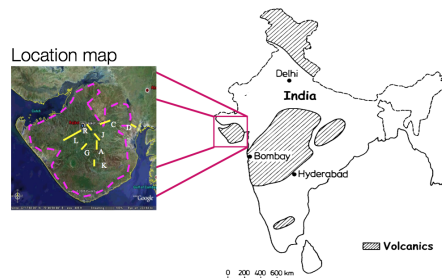 Location map
R
C
D
J
L
G
A
K
Google
Delhi
India
Bombay
Hyderabad
Volcanics
0 200 400 600 km